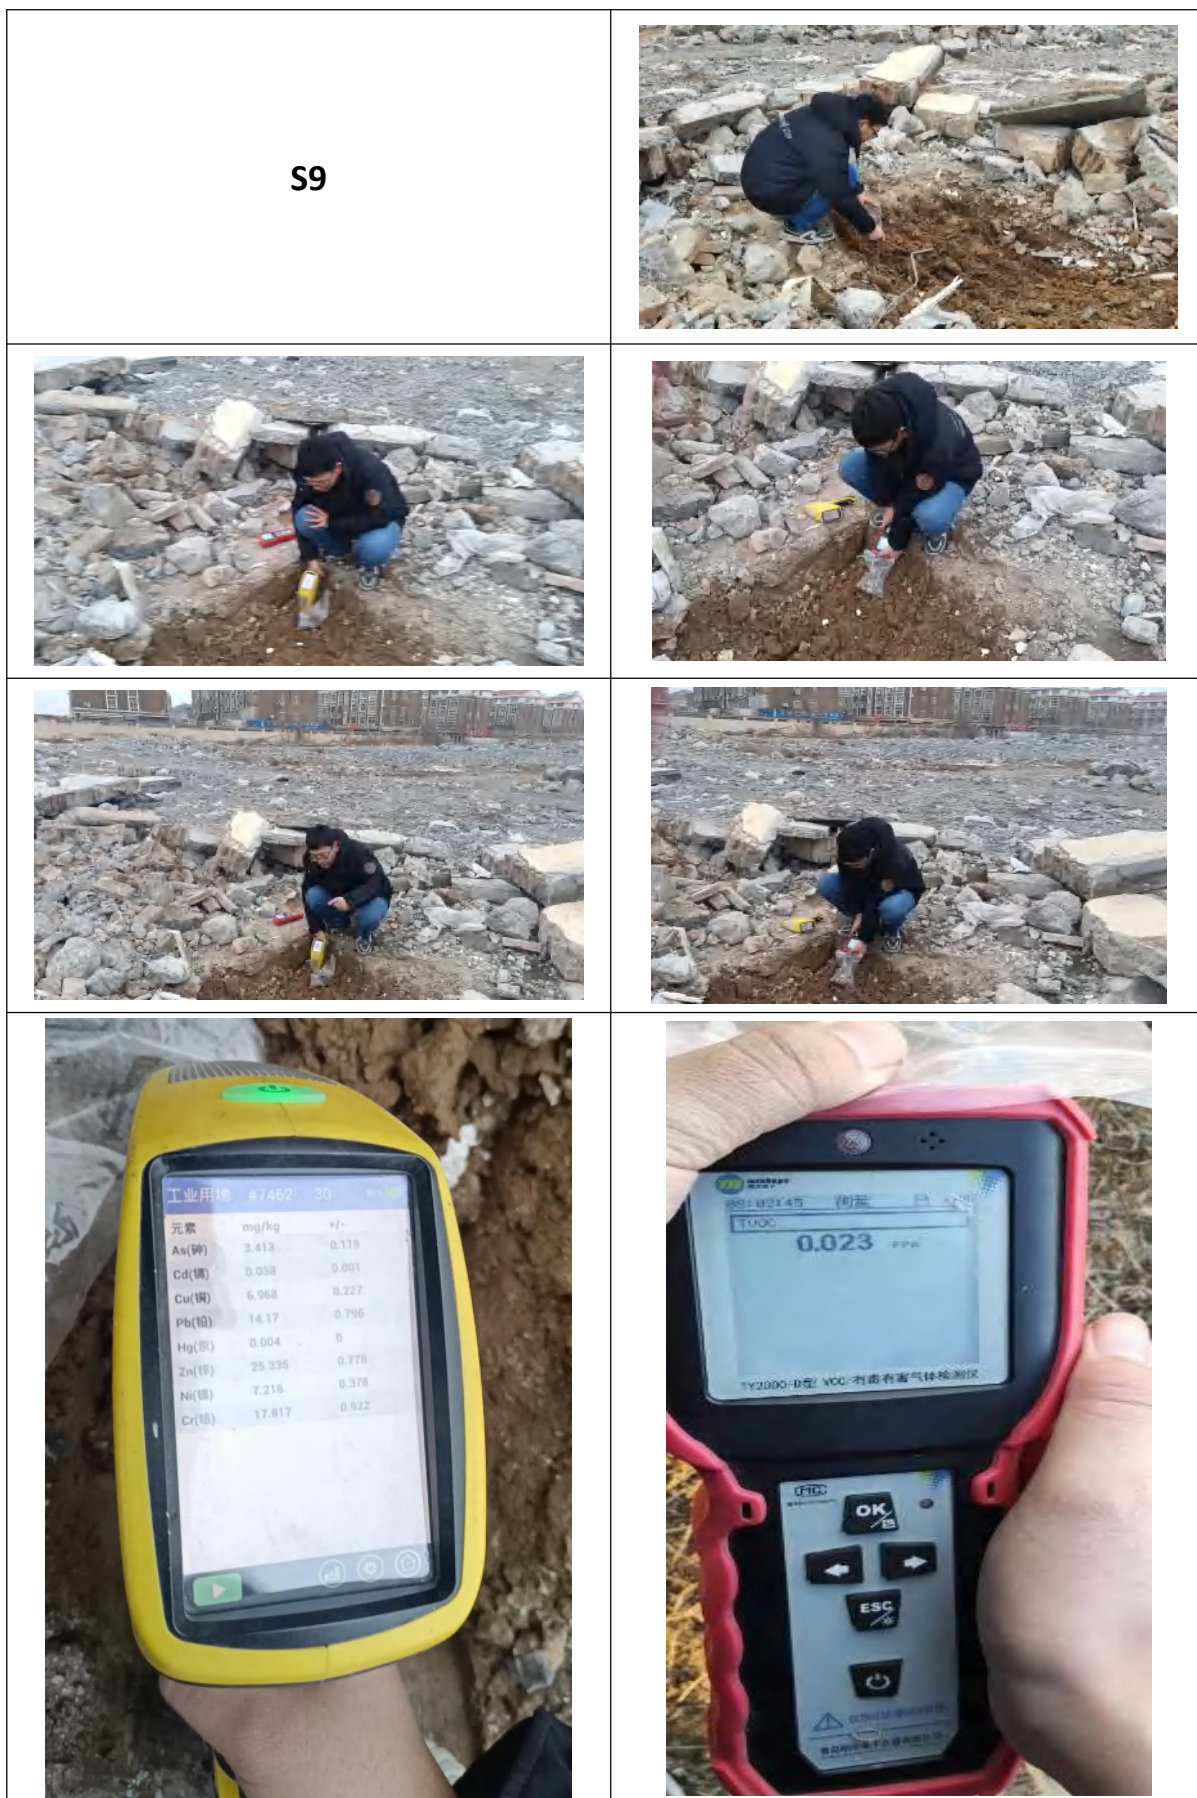 S9
工业用地 #7462 30
元素 mg/kg +/-
As(砷) 3.413 0.119
Cd(镉) 0.038 0.001
Cu(铜) 6.968 0.227
Pb(铅) 14.17 0.796
Hg(汞) 0.004 0
Zn(锌) 25.335 0.778
Ni(镍) 7.216 0.378
Cr(铬) 17.817 0.922
TVOC
0.023 PPm
TY2000-D型 VOC/有毒有害气体检测仪
OK
ESC